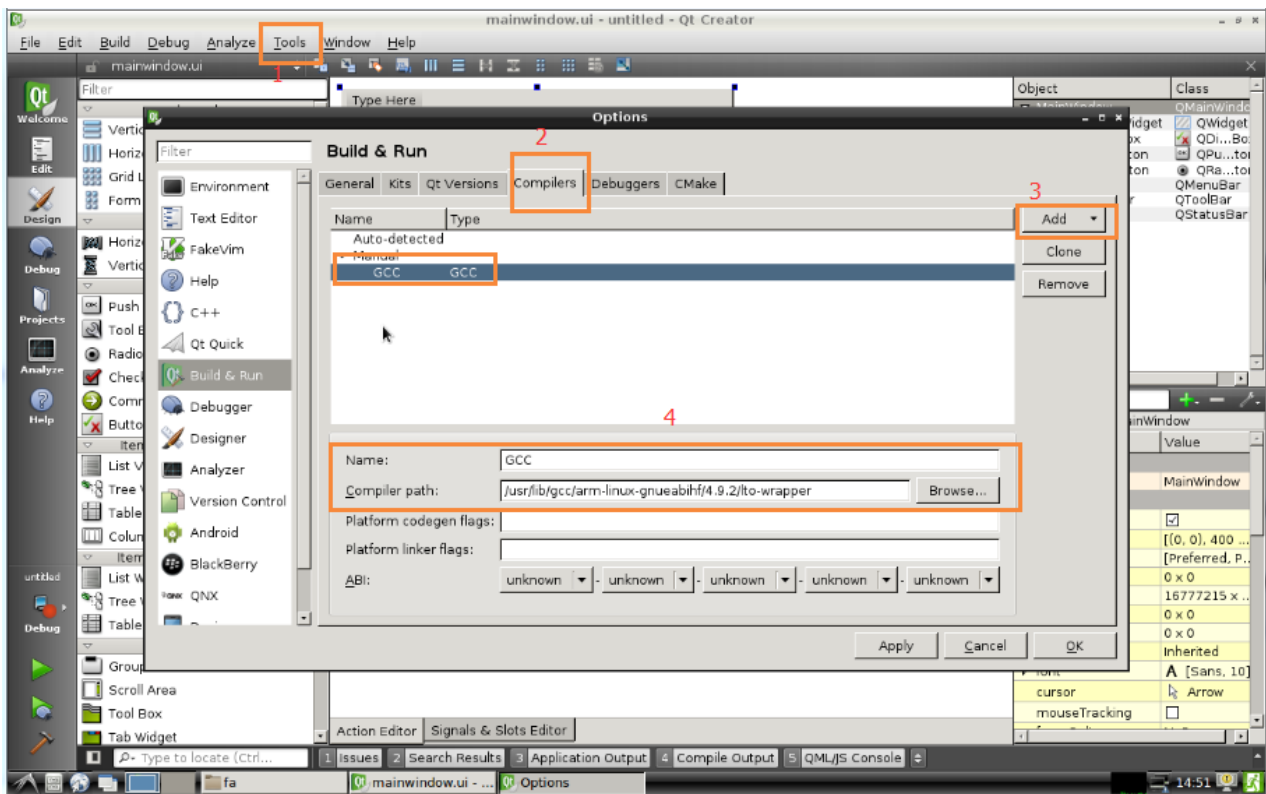 mainwindow.ui - untitled - Qt Creator
File Edit Build Debug Analyze Tools Window Help
1
mainwindow.ui
Filter
Type Here
Object Class
QMainWindo
Welcome
Edit
Design
Debug
Projects
Analyze
Help
untitled
Debug
Vertic
Horiz
Grid L
Form
Horiz
Vertic
Push
Tool B
Radio
Check
Comm
Butto
Item
List V
Tree
Table
Colun
Item
List W
Tree
Table
Group
Scroll Area
Tool Box
Tab Widget
Options
2
Filter
Build & Run
Environment
Text Editor
FakeVim
Help
C++
Qt Quick
Build & Run
Debugger
Designer
Analyzer
Version Control
Android
BlackBerry
QNX
General Kits Qt Versions Compilers Debuggers CMake
3
Name Type
Add
Auto-detected
Manual
Clone
GCC GCC
Remove
4
Name: GCC
Compiler path: /usr/lib/gcc/arm-linux-gnueabihf/4.9.2/lto-wrapper Browse...
Platform codegen flags:
Platform linker flags:
ABI: unknown - unknown - unknown - unknown - unknown
Apply Cancel OK
idget QWidget
ox QDi...Bo
ton QPu...to
ton QRa...to
QMenuBar
r QToolBar
QStatusBar
inWindow
Value
MainWindow
[(0, 0), 400 ...
[Preferred, P..
0 x 0
16777215 x ..
0 x 0
0 x 0
Inherited
font A [Sans, 10]
cursor Arrow
mouseTracking
Action Editor Signals & Slots Editor
Type to locate (Ctrl... 1 Issues 2 Search Results 3 Application Output 4 Compile Output 5 QML/JS Console
fa mainwindow.ui - ... Options 14:51